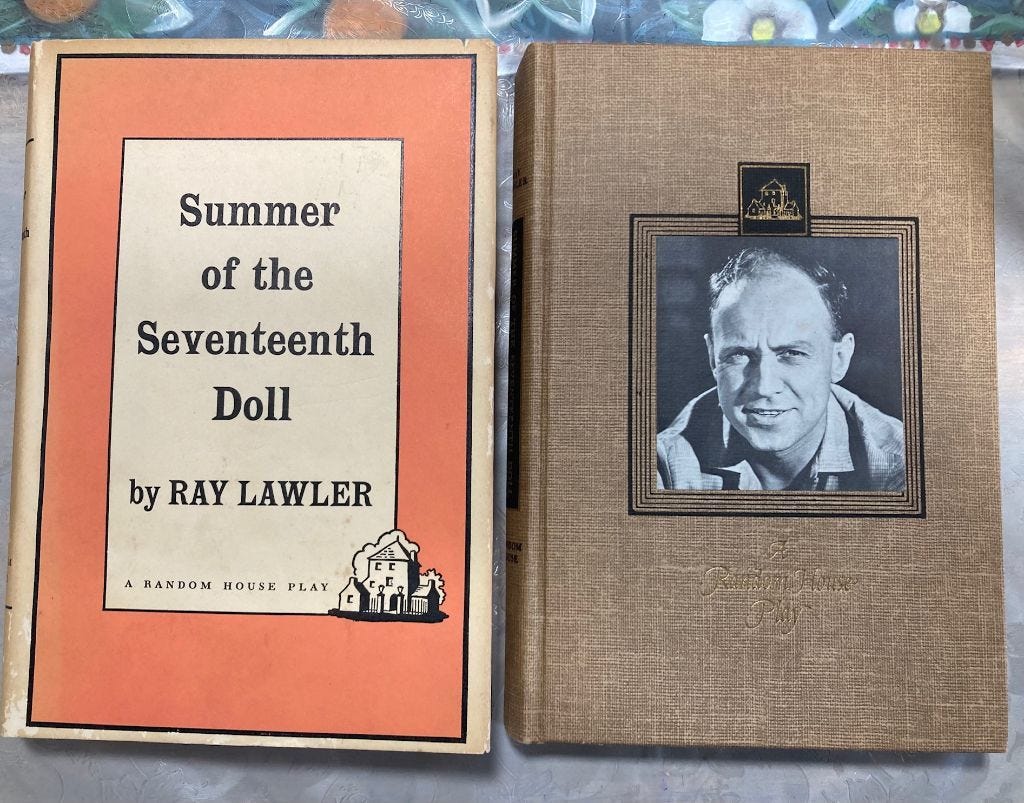 Summer
of the
Seventeenth
Doll
by RAY LAWLER
A RANDOM HOUSE PLAY
A
Random House
Play